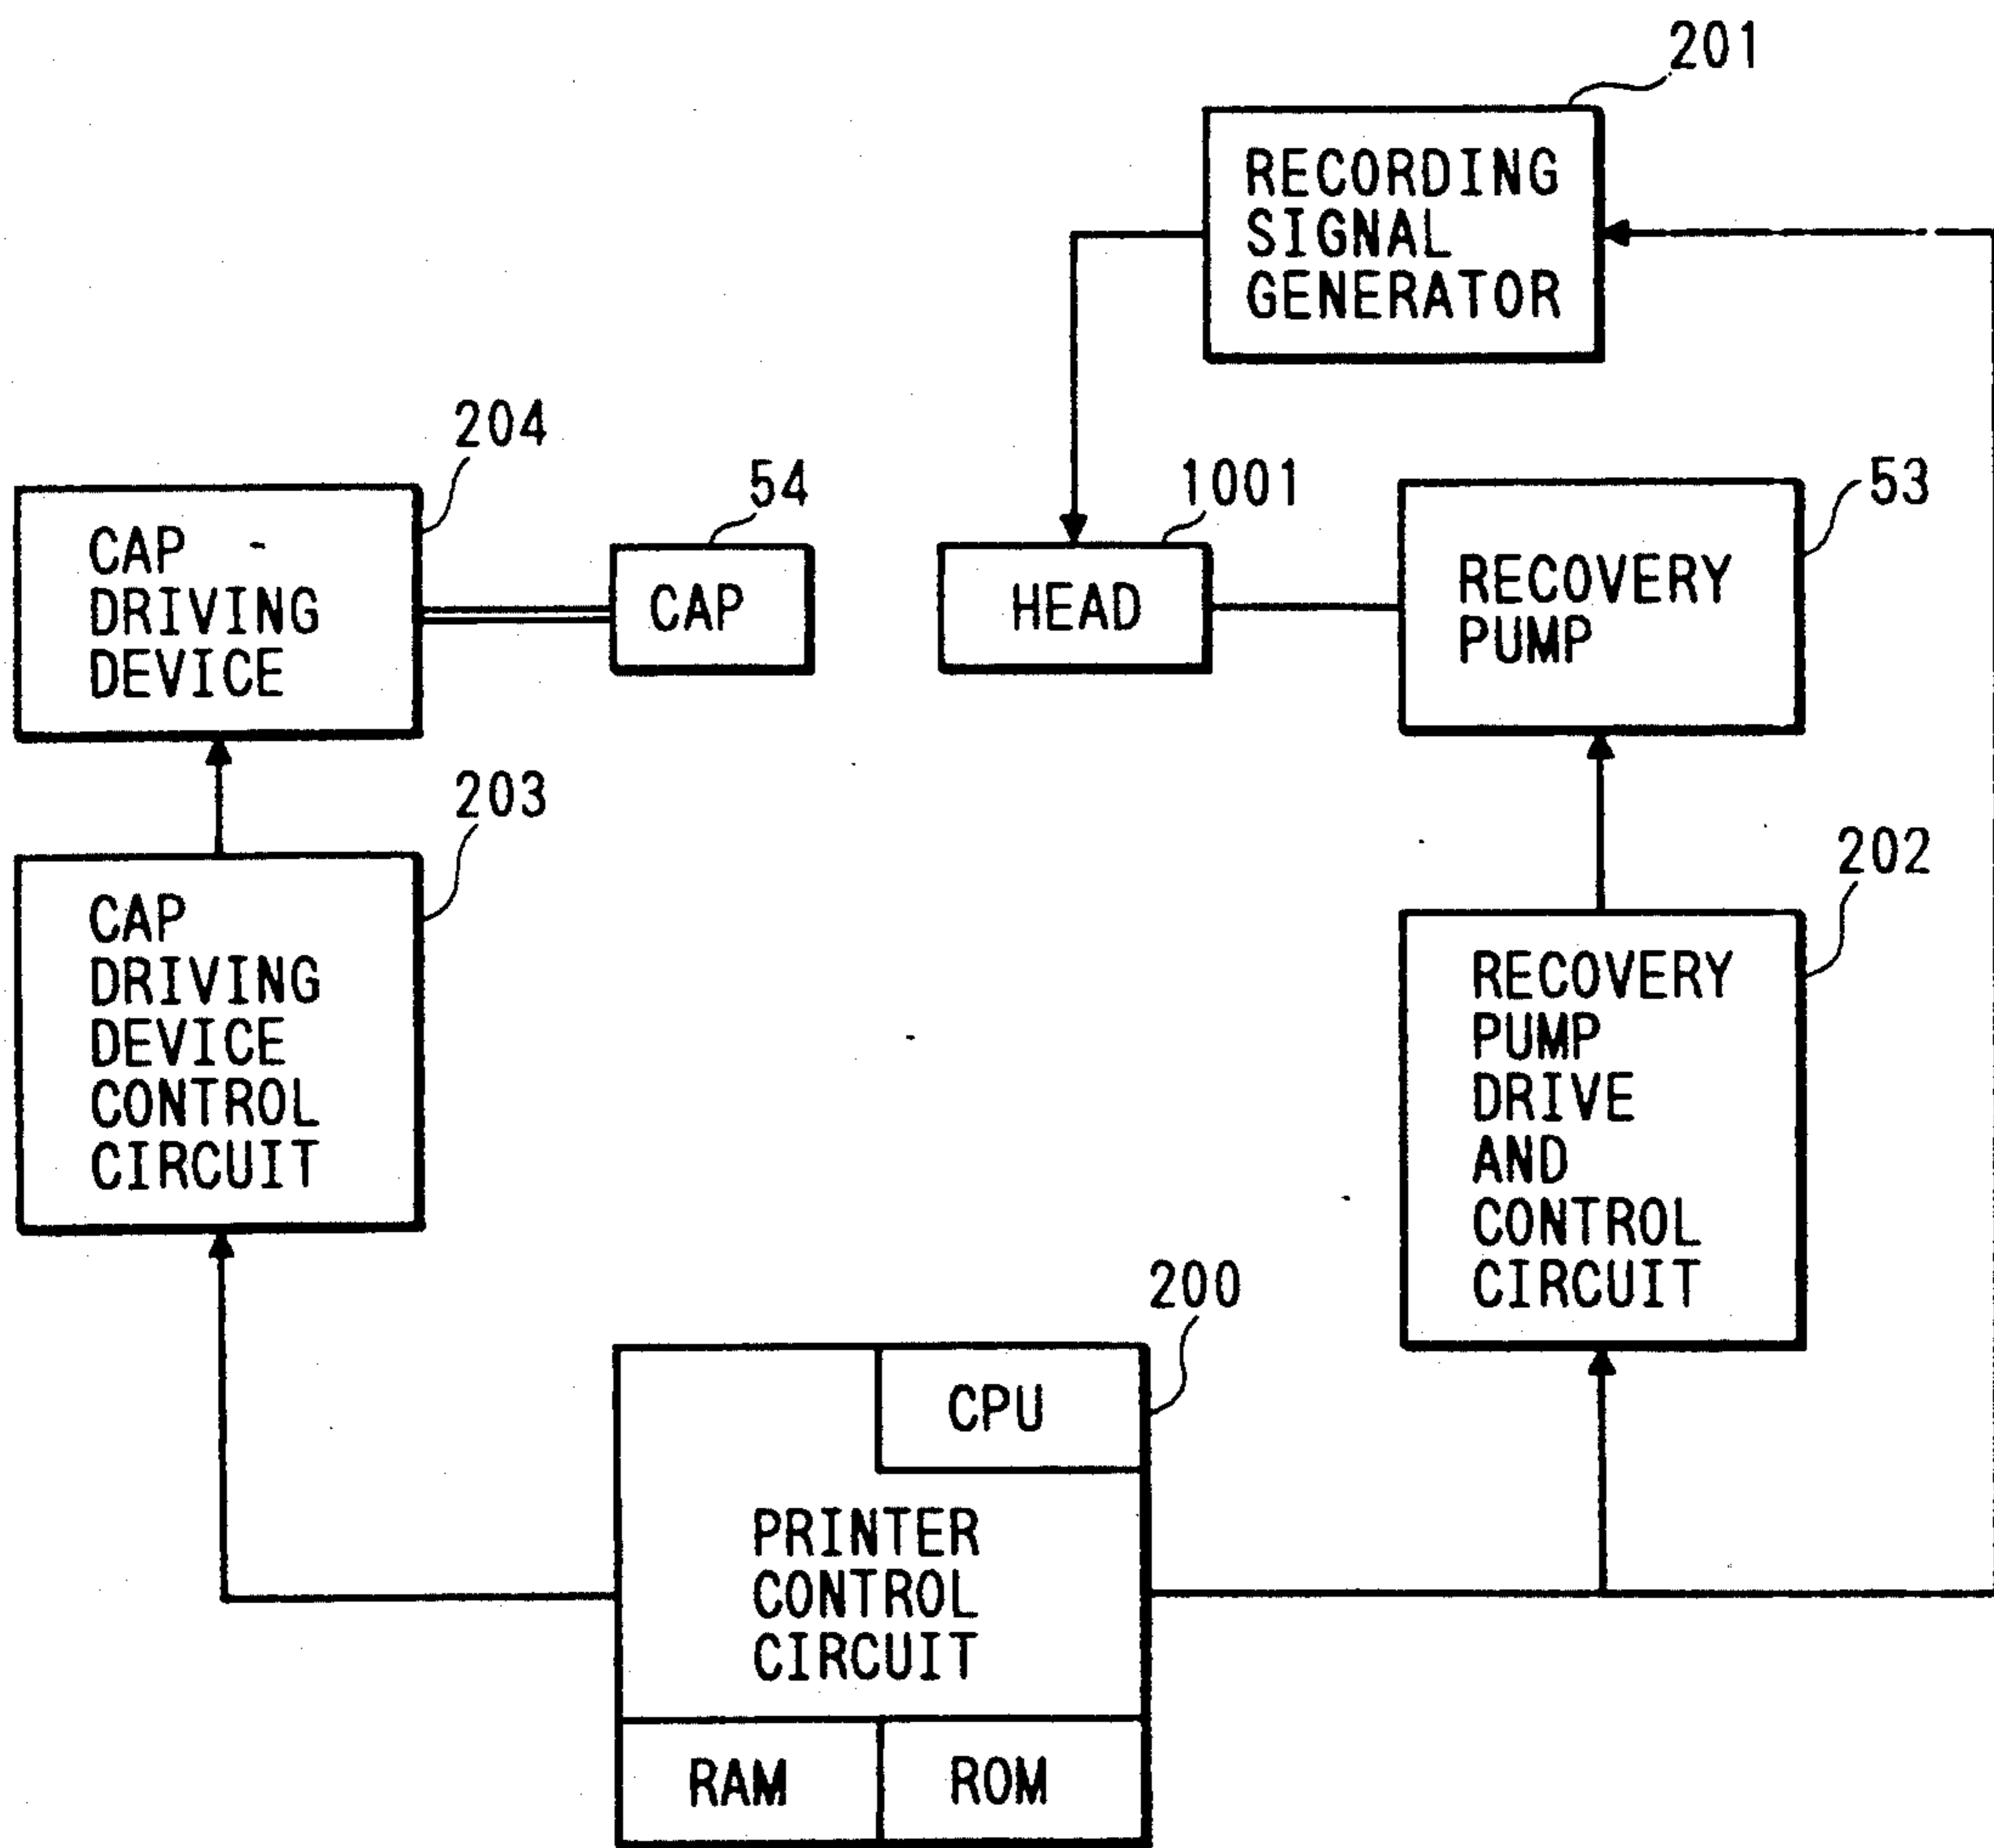 201
RECORDING
SIGNAL
GENERATOR
204
CAP
DRIVING
DEVICE
54
CAP
1001
HEAD
53
RECOVERY
PUMP
203
CAP
DRIVING
DEVICE
CONTROL
CIRCUIT
202
RECOVERY
PUMP
DRIVE
AND
CONTROL
CIRCUIT
200
CPU
PRINTER
CONTROL
CIRCUIT
RAM
ROM